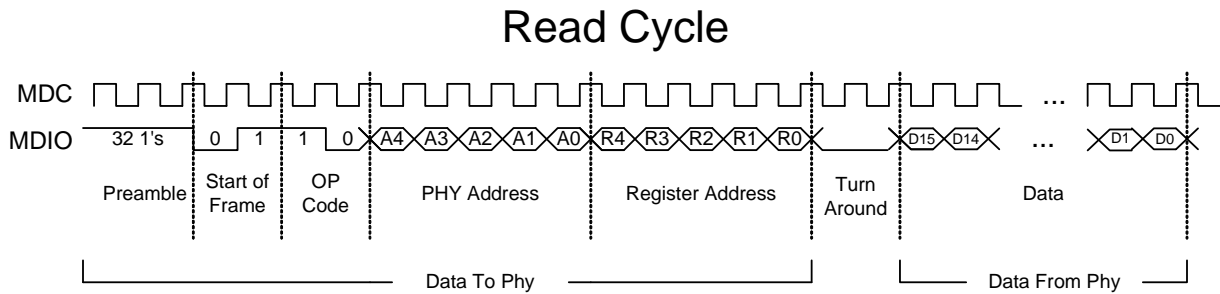 Read Cycle
MDC
...
MDIO
32 1's
0
1
1
0
A4
A3
A2
A1
A0
R4
R3
R2
R1
R0
D15
D14
...
D1
D0
Preamble
Start of
Frame
OP
Code
PHY Address
Register Address
Turn
Around
Data
Data To Phy
Data From Phy